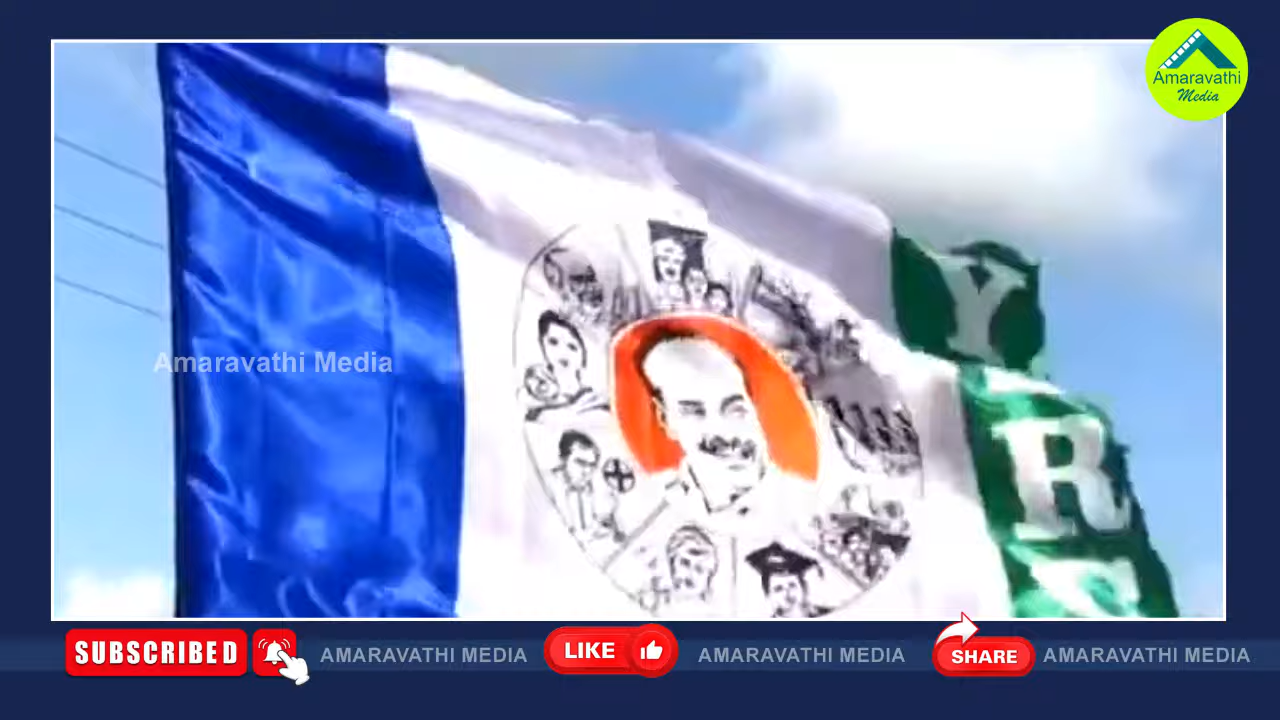 Amaravathi
Media
Y
R
Amaravathi Media
SUBSCRIBED
AMARAVATHI MEDIA
LIKE
AMARAVATHI MEDIA
SHARE
AMARAVATHI MEDIA